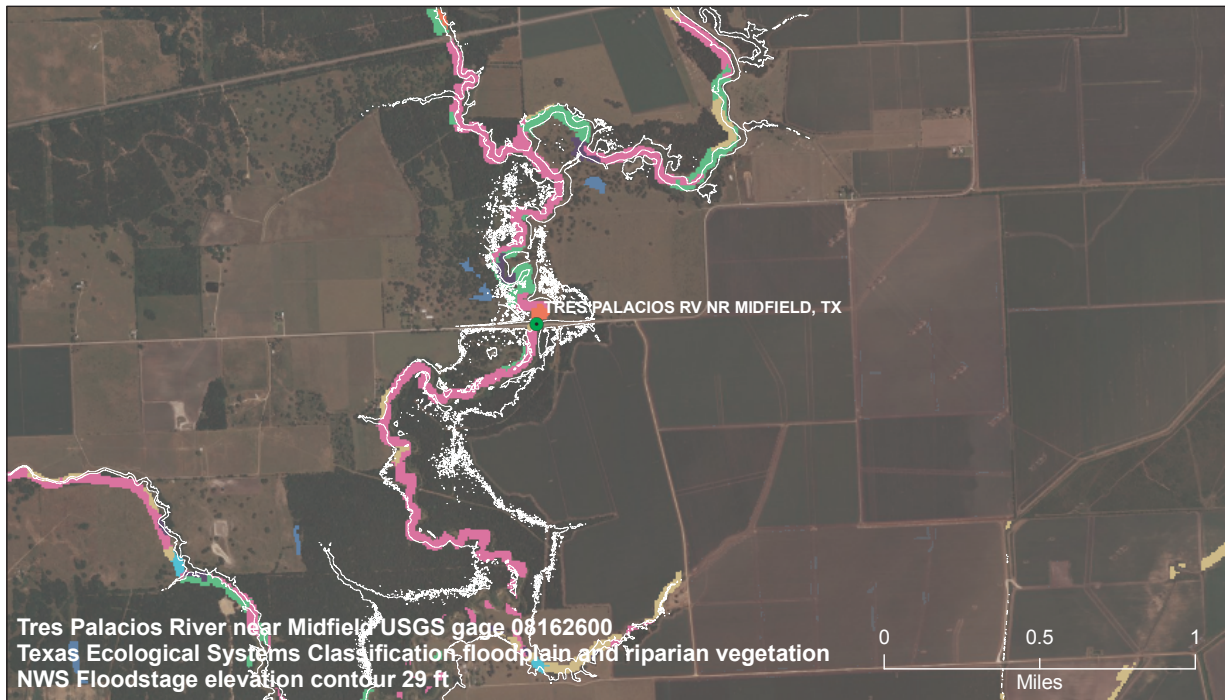 TRES PALACIOS RV NR MIDFIELD, TX
Tres Palacios River near Midfield USGS gage 08162600
Texas Ecological Systems Classification floodplain and riparian vegetation
NWS Floodstage elevation contour 29 ft
0 0.5 1
Miles